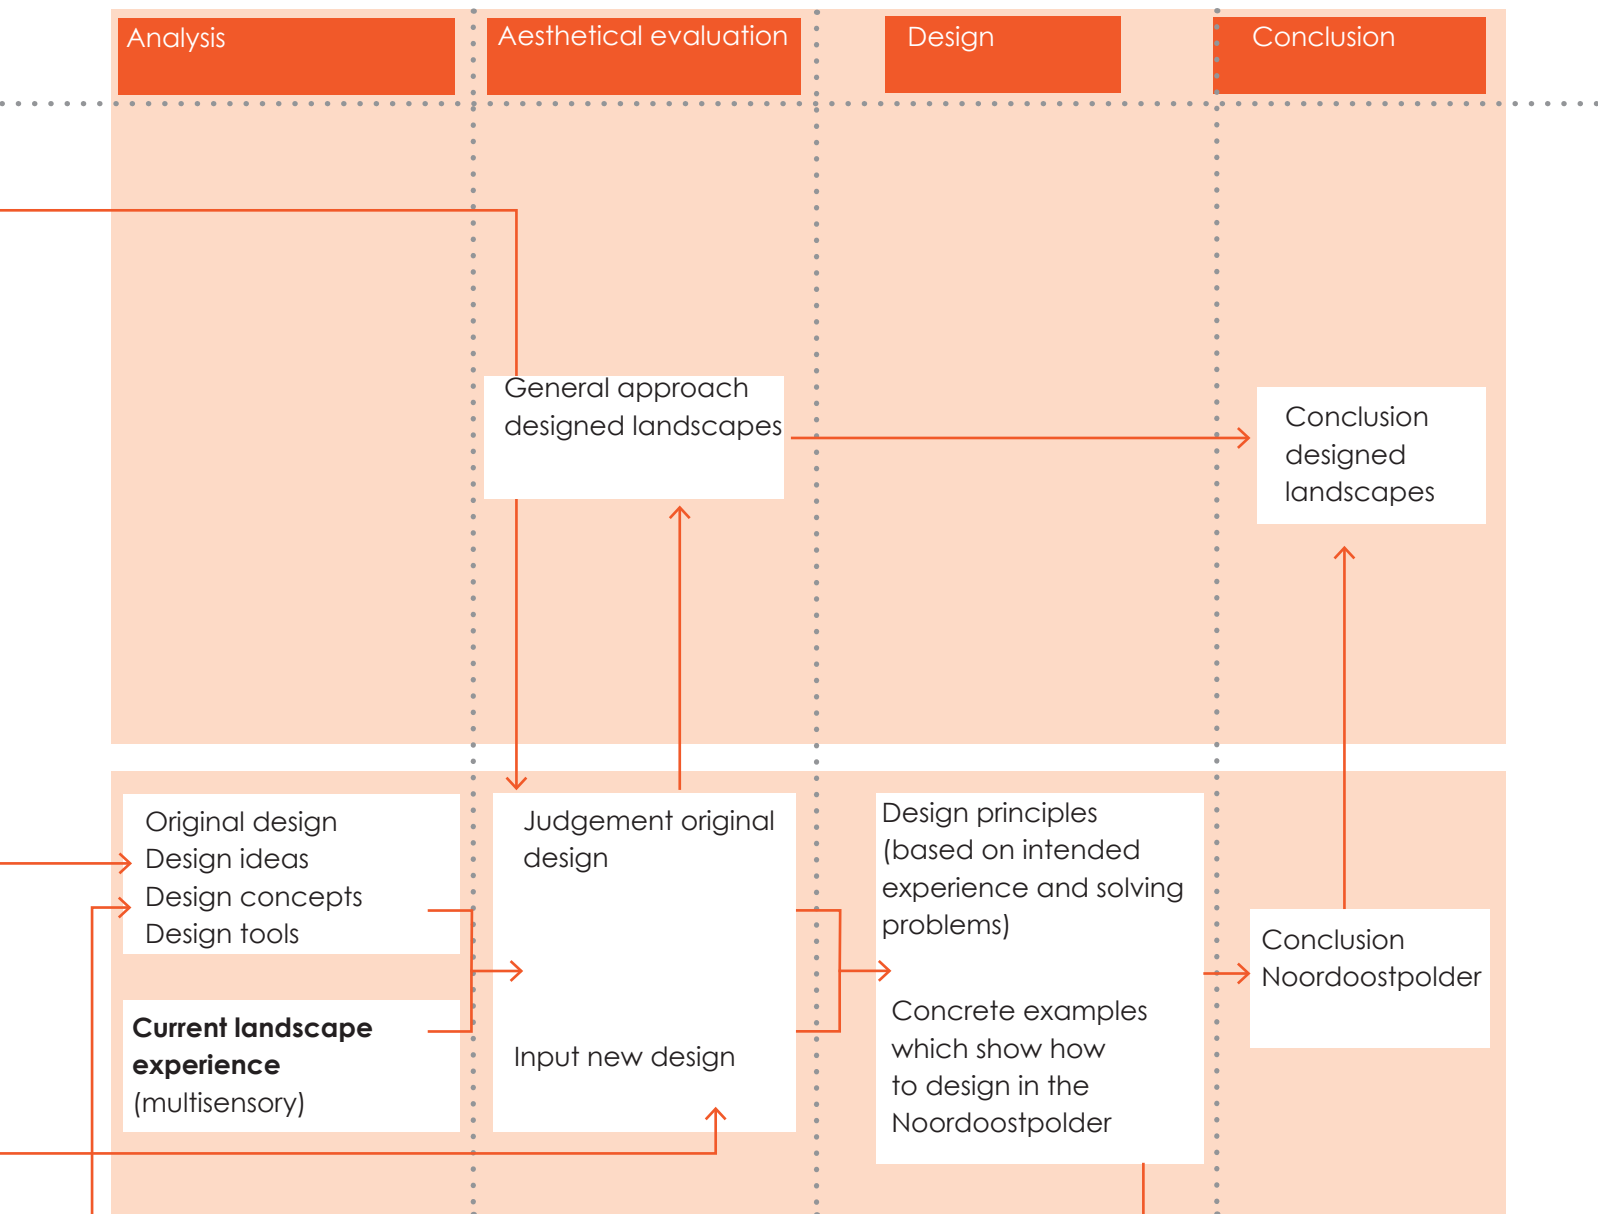 Analysis
Aesthetical evaluation
Design
Conclusion
General approach
designed landscapes
Conclusion
designed
landscapes
Original design
Design ideas
Design concepts
Design tools
Current landscape
experience
(multisensory)
Judgement original
design
Input new design
Design principles
(based on intended
experience and solving
problems)
Concrete examples
which show how
to design in the
Noordoostpolder
Conclusion
Noordoostpolder